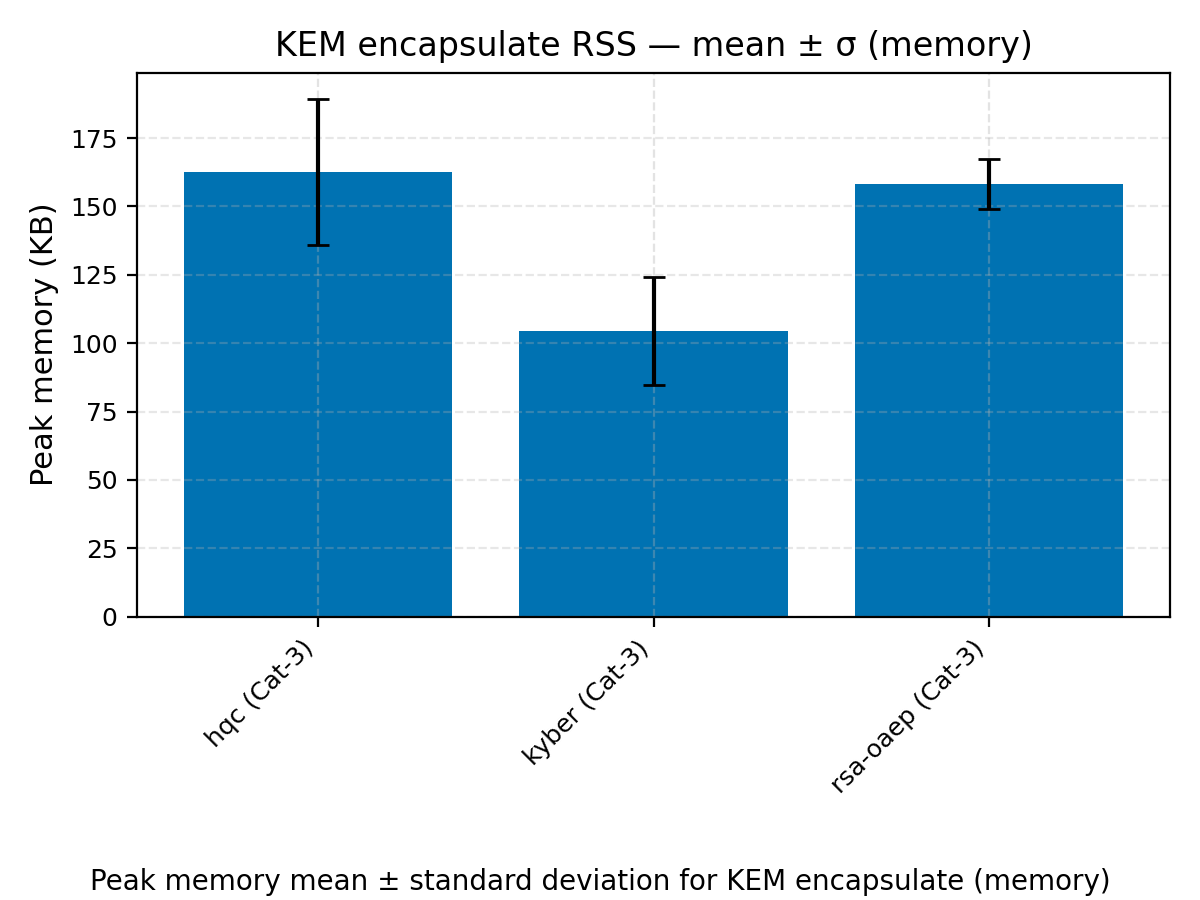 KEM encapsulate RSS — mean ± σ (memory)
Peak memory (KB)
175
150
125
100
75
50
25
0
hqc (Cat-3)
kyber (Cat-3)
rsa-oaep (Cat-3)
Peak memory mean ± standard deviation for KEM encapsulate (memory)